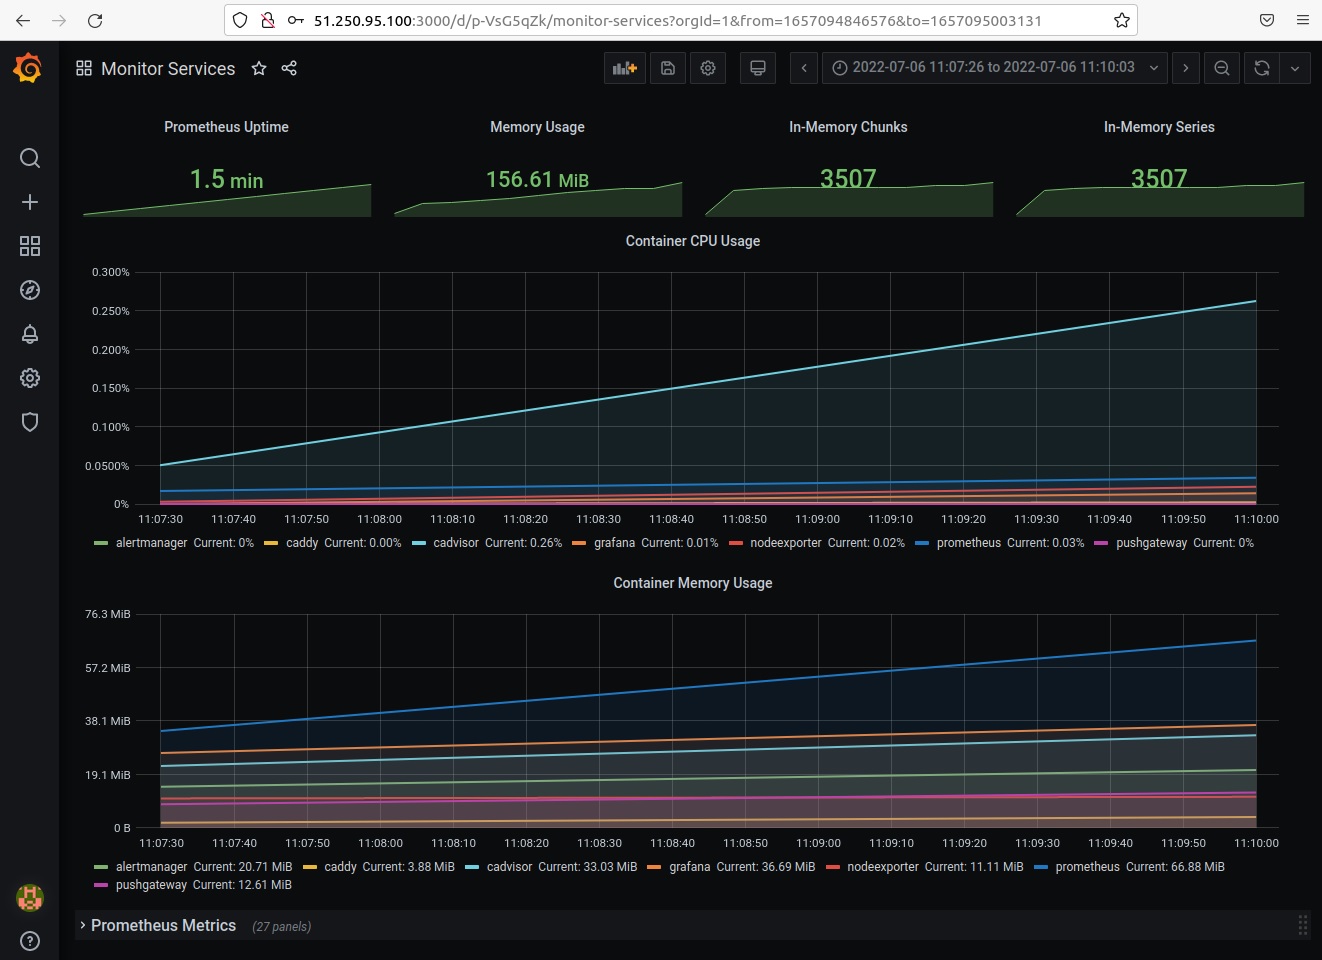 51.250.95.100:3000/d/p-VsG5qZk/monitor-services?orgId=1&from=1657094846576&to=1657095003131
Monitor Services
2022-07-06 11:07:26 to 2022-07-06 11:10:03
Prometheus Uptime
Memory Usage
In-Memory Chunks
In-Memory Series
1.5 min
156.61 MiB
3507
3507
Container CPU Usage
0.300%
0.250%
0.200%
0.150%
0.100%
0.0500%
0%
11:07:30 11:07:40 11:07:50 11:08:00 11:08:10 11:08:20 11:08:30 11:08:40 11:08:50 11:09:00 11:09:10 11:09:20 11:09:30 11:09:40 11:09:50 11:10:00
alertmanager Current: 0% caddy Current: 0.00% cadvisor Current: 0.26% grafana Current: 0.01% nodeexporter Current: 0.02% prometheus Current: 0.03% pushgateway Current: 0%
Container Memory Usage
76.3 MiB
57.2 MiB
38.1 MiB
19.1 MiB
0 B
11:07:30 11:07:40 11:07:50 11:08:00 11:08:10 11:08:20 11:08:30 11:08:40 11:08:50 11:09:00 11:09:10 11:09:20 11:09:30 11:09:40 11:09:50 11:10:00
alertmanager Current: 20.71 MiB caddy Current: 3.88 MiB cadvisor Current: 33.03 MiB grafana Current: 36.69 MiB nodeexporter Current: 11.11 MiB prometheus Current: 66.88 MiB
pushgateway Current: 12.61 MiB
Prometheus Metrics (27 panels)